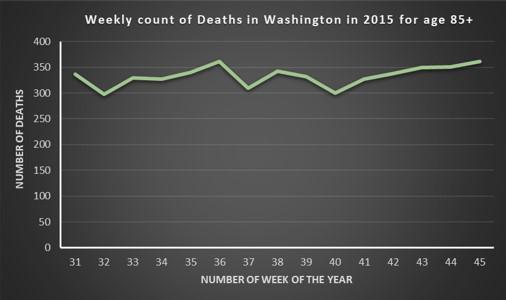 Weekly count of Deaths in Washington in 2015 for age 85+
400
350
300
250
200
150
100
50
0
NUMBER OF DEATHS
31 32 33 34 35 36 37 38 39 40 41 42 43 44 45
NUMBER OF WEEK OF THE YEAR